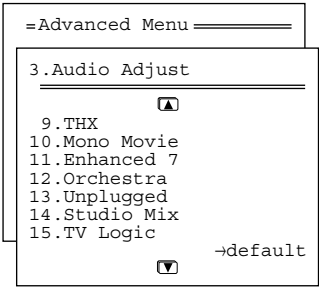 =Advanced Menu
3.Audio Adjust
9.THX
10.Mono Movie
11.Enhanced 7
12.Orchestra
13.Unplugged
14.Studio Mix
15.TV Logic
→default